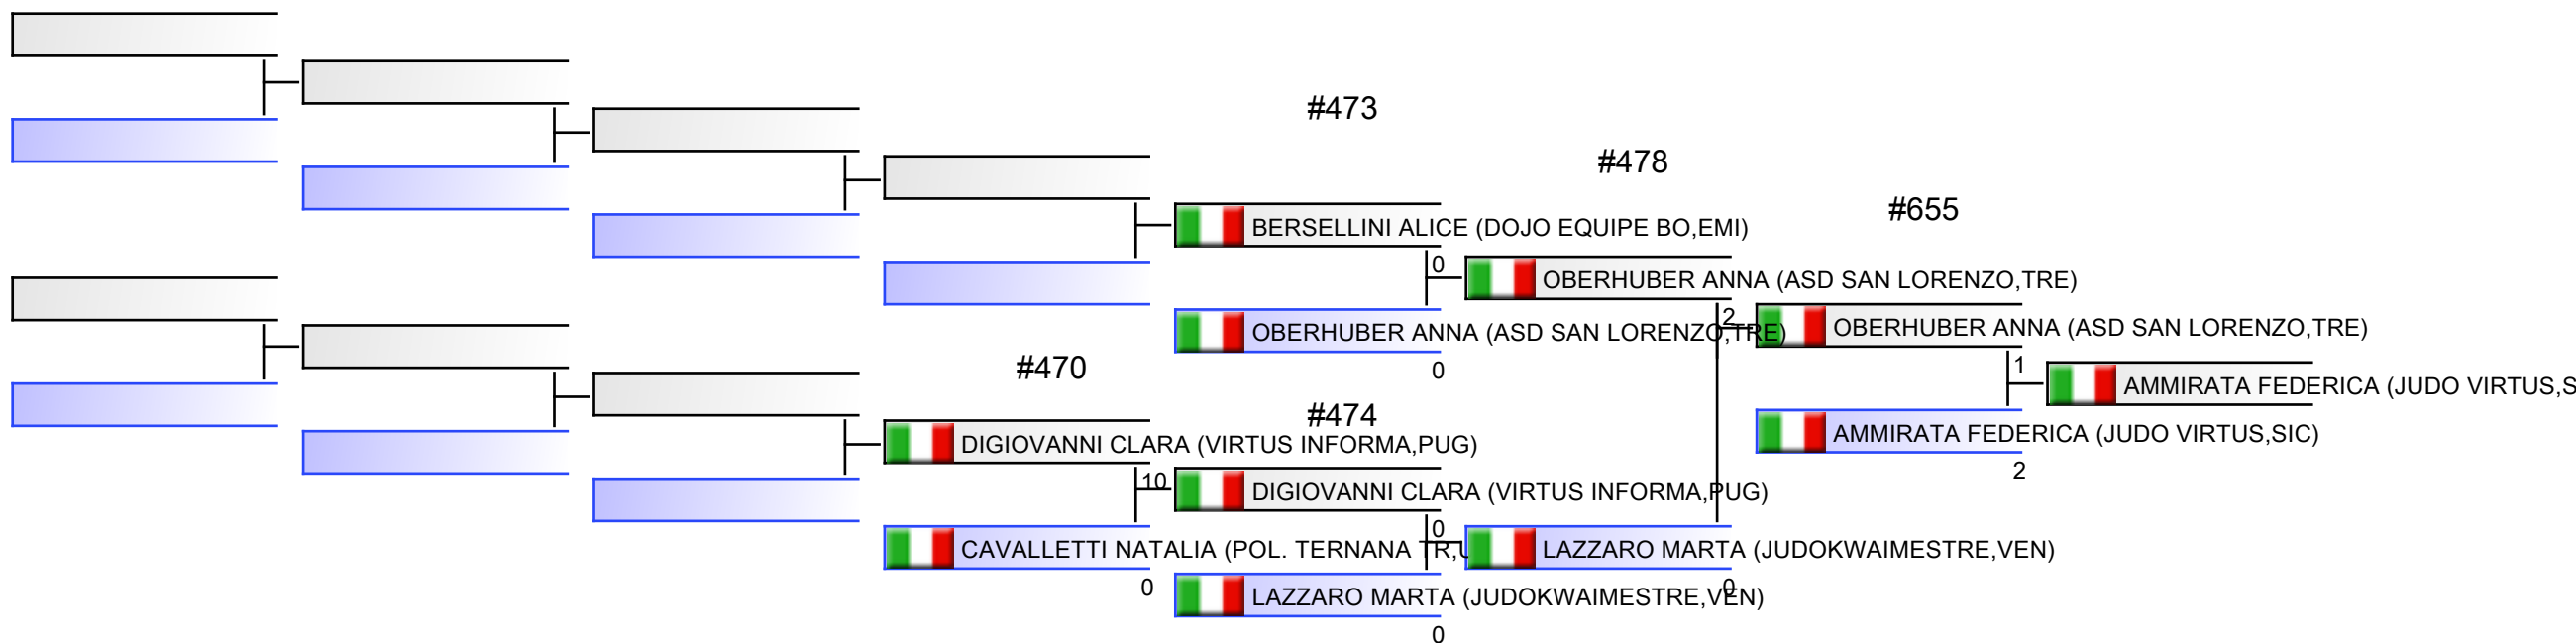 #473
#478
#655
BERSELLINI ALICE (DOJO EQUIPE BO,EMI)
0
OBERHUBER ANNA (ASD SAN LORENZO,TRE)
2
OBERHUBER ANNA (ASD SAN LORENZO,TRE)
OBERHUBER ANNA (ASD SAN LORENZO,TRE)
0
1
#470
AMMIRATA FEDERICA (JUDO VIRTUS,S
#474
AMMIRATA FEDERICA (JUDO VIRTUS,SIC)
2
DIGIOVANNI CLARA (VIRTUS INFORMA,PUG)
10
DIGIOVANNI CLARA (VIRTUS INFORMA,PUG)
0
CAVALLETTI NATALIA (POL. TERNANA TR,U
0
LAZZARO MARTA (JUDOKWAIMESTRE,VEN)
0
LAZZARO MARTA (JUDOKWAIMESTRE,VEN)
0